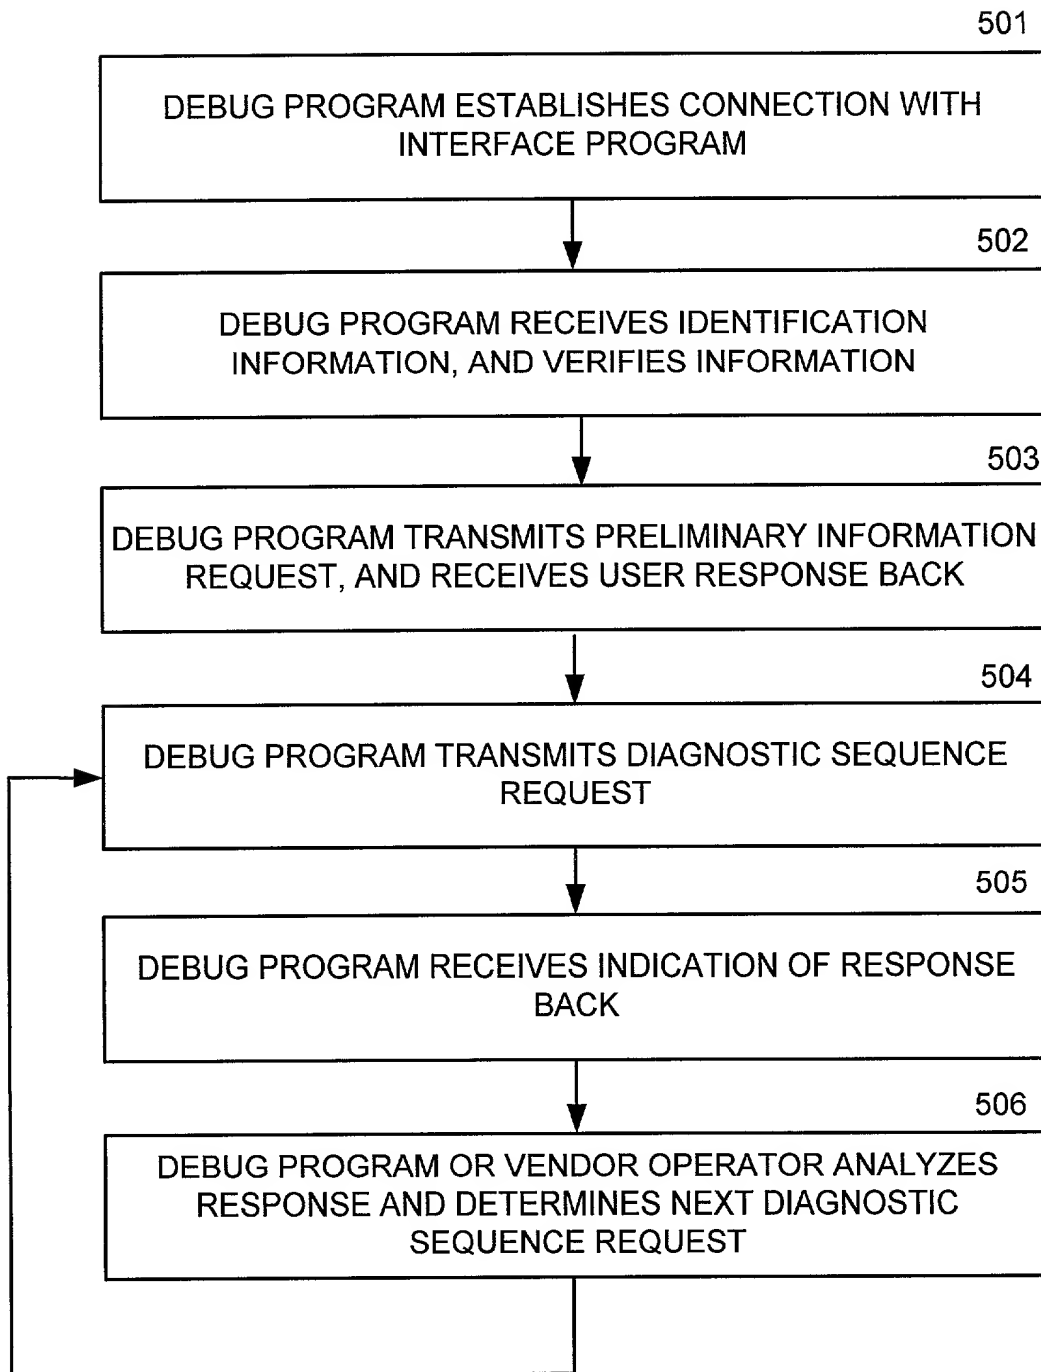 501
DEBUG PROGRAM ESTABLISHES CONNECTION WITH
INTERFACE PROGRAM
502
DEBUG PROGRAM RECEIVES IDENTIFICATION
INFORMATION, AND VERIFIES INFORMATION
503
DEBUG PROGRAM TRANSMITS PRELIMINARY INFORMATION
REQUEST, AND RECEIVES USER RESPONSE BACK
504
DEBUG PROGRAM TRANSMITS DIAGNOSTIC SEQUENCE
REQUEST
505
DEBUG PROGRAM RECEIVES INDICATION OF RESPONSE
BACK
506
DEBUG PROGRAM OR VENDOR OPERATOR ANALYZES
RESPONSE AND DETERMINES NEXT DIAGNOSTIC
SEQUENCE REQUEST